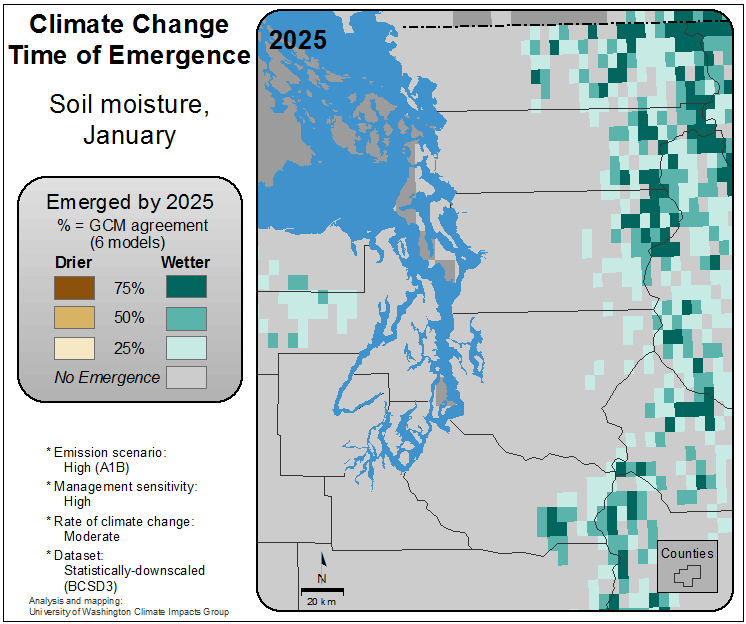 Climate Change
Time of Emergence
Soil moisture,
January
Emerged by 2025
% = GCM agreement
(6 models)
Drier Wetter
75%
50%
25%
No Emergence
* Emission scenario:
High (A1B)
* Management sensitivity:
High
* Rate of climate change:
Moderate
* Dataset:
Statistically-downscaled
(BCSD3)
Analysis and mapping:
University of Washington Climate Impacts Group
2025
N
20 km
Counties